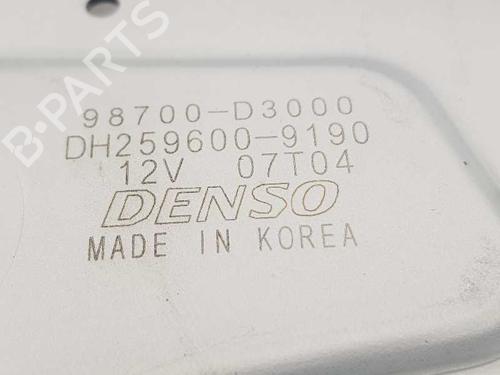 98700-D3000
DH259600-9190
12V 07T04
DENSO
MADE IN KOREA
B-PARTS